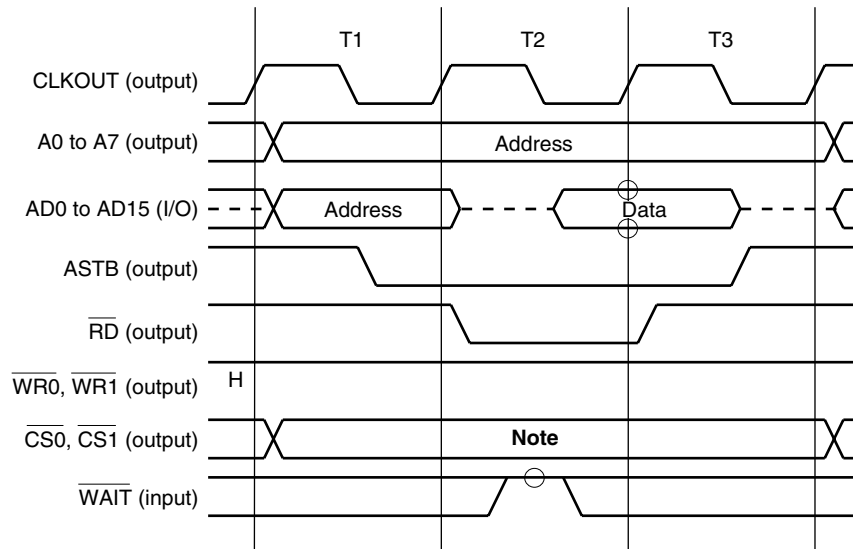 T1 T2 T3
CLKOUT (output)
A0 to A7 (output) Address
AD0 to AD15 (I/O) Address Data
ASTB (output)
RD (output)
WR0, WR1 (output) H
CS0, CS1 (output) Note
WAIT (input)